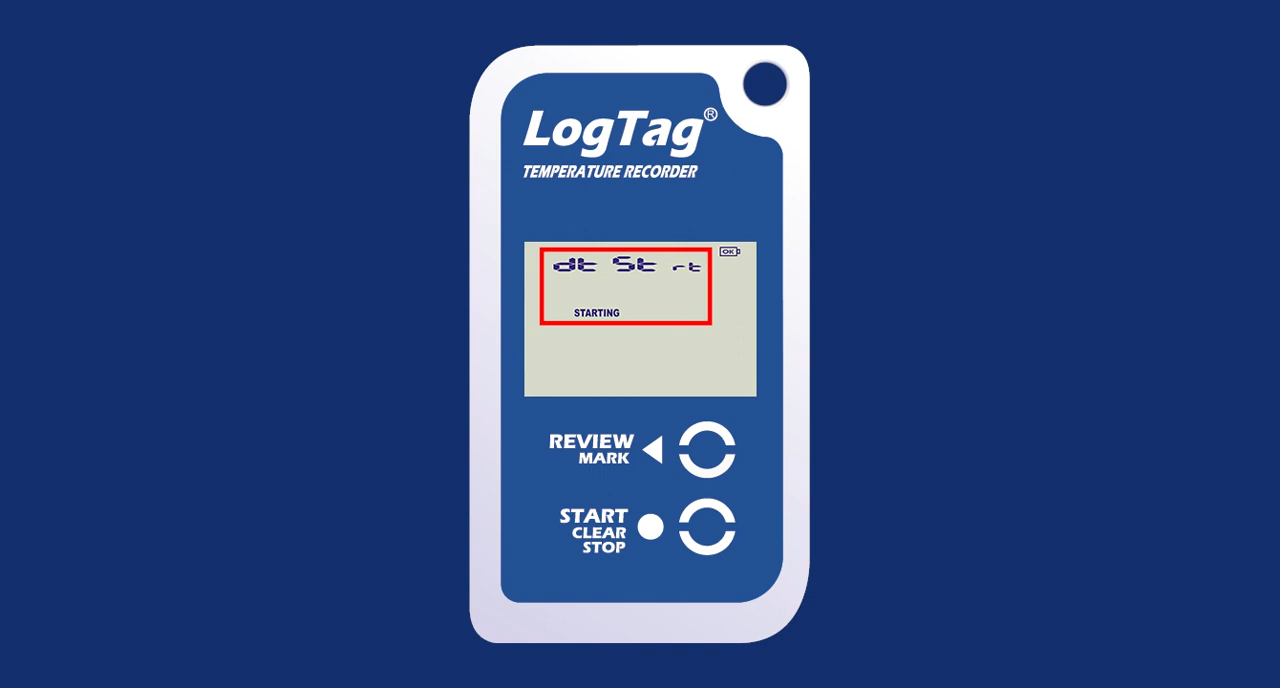 LogTag®
TEMPERATURE RECORDER
OK
dt St rt
STARTING
REVIEW
MARK
START
CLEAR
STOP